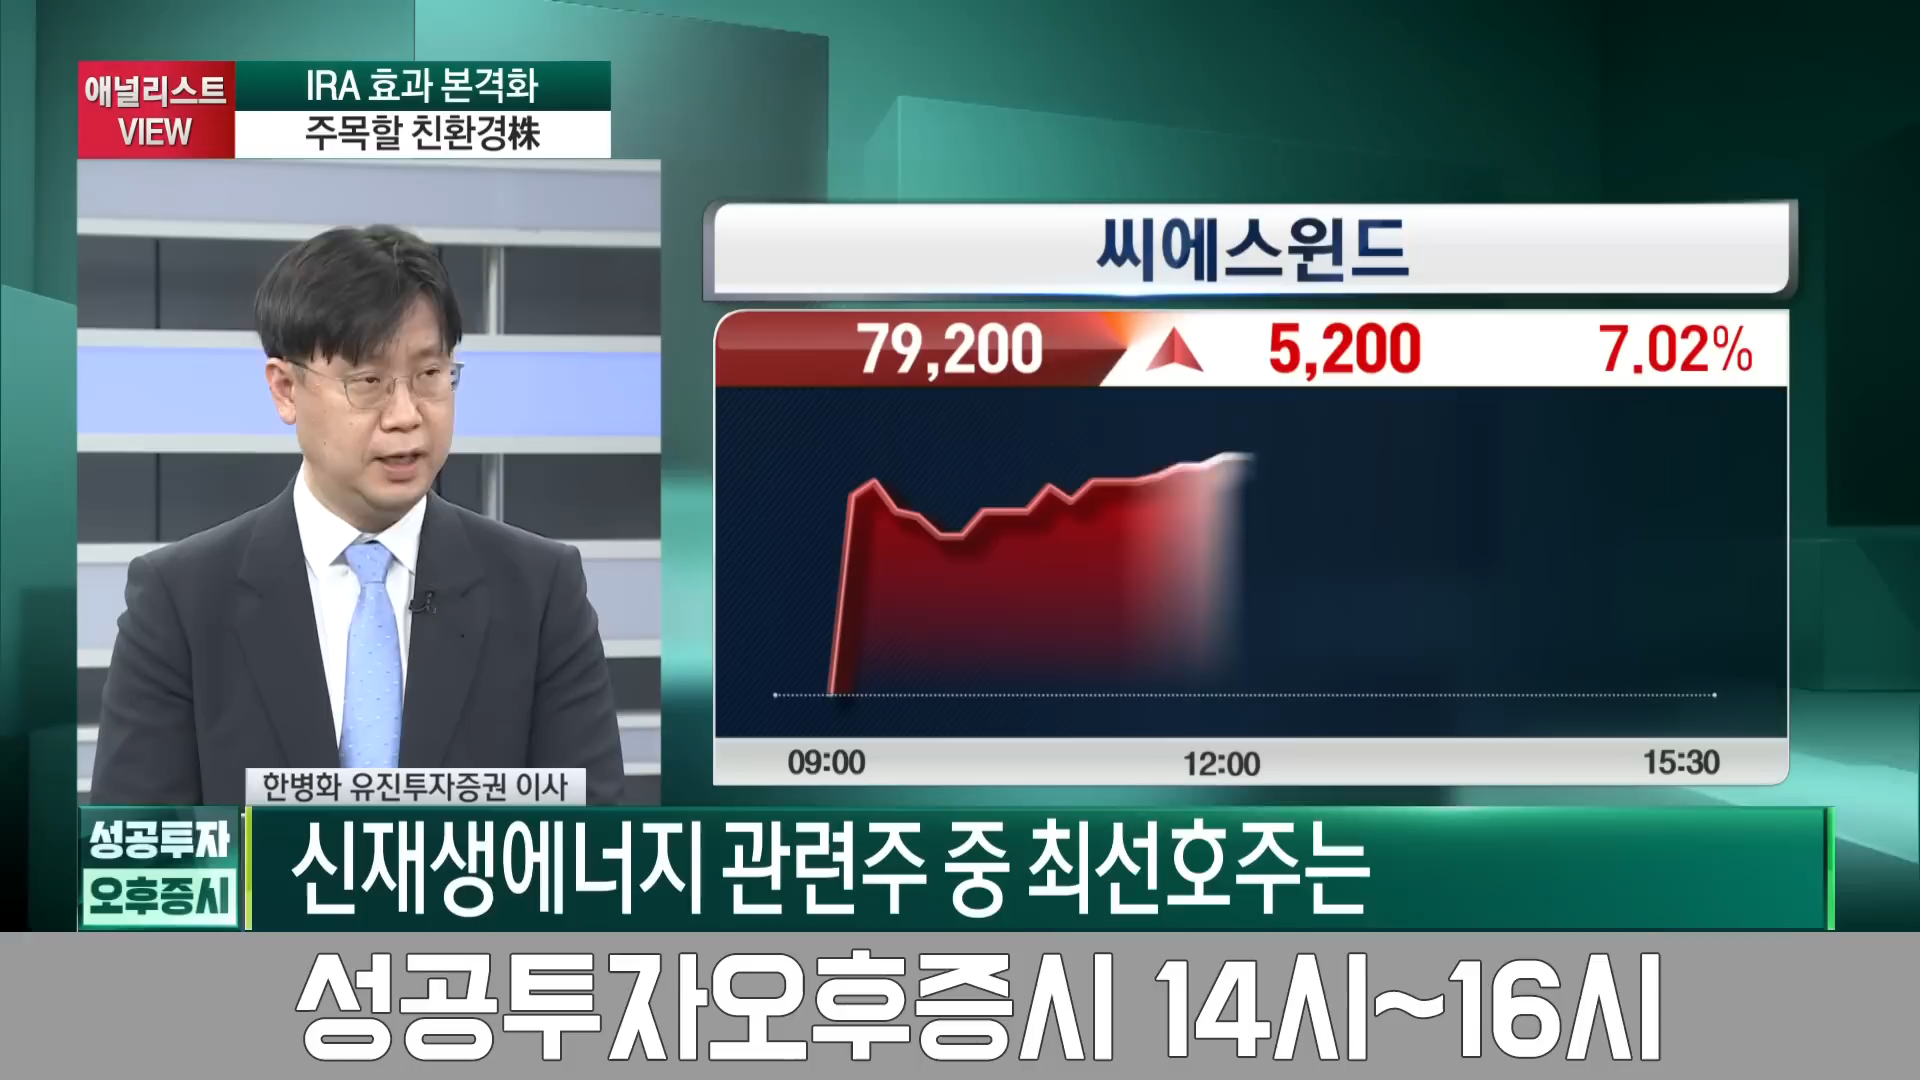 애널리스트
VIEW
IRA 효과 본격화
주목할 친환경株
씨에스윈드
79,200 ▲ 5,200 7.02%
09:00 12:00 15:30
한병화 유진투자증권 이사
성공투자
오후증시
신재생에너지 관련주 중 최선호주는
성공투자오후증시 14시~16시